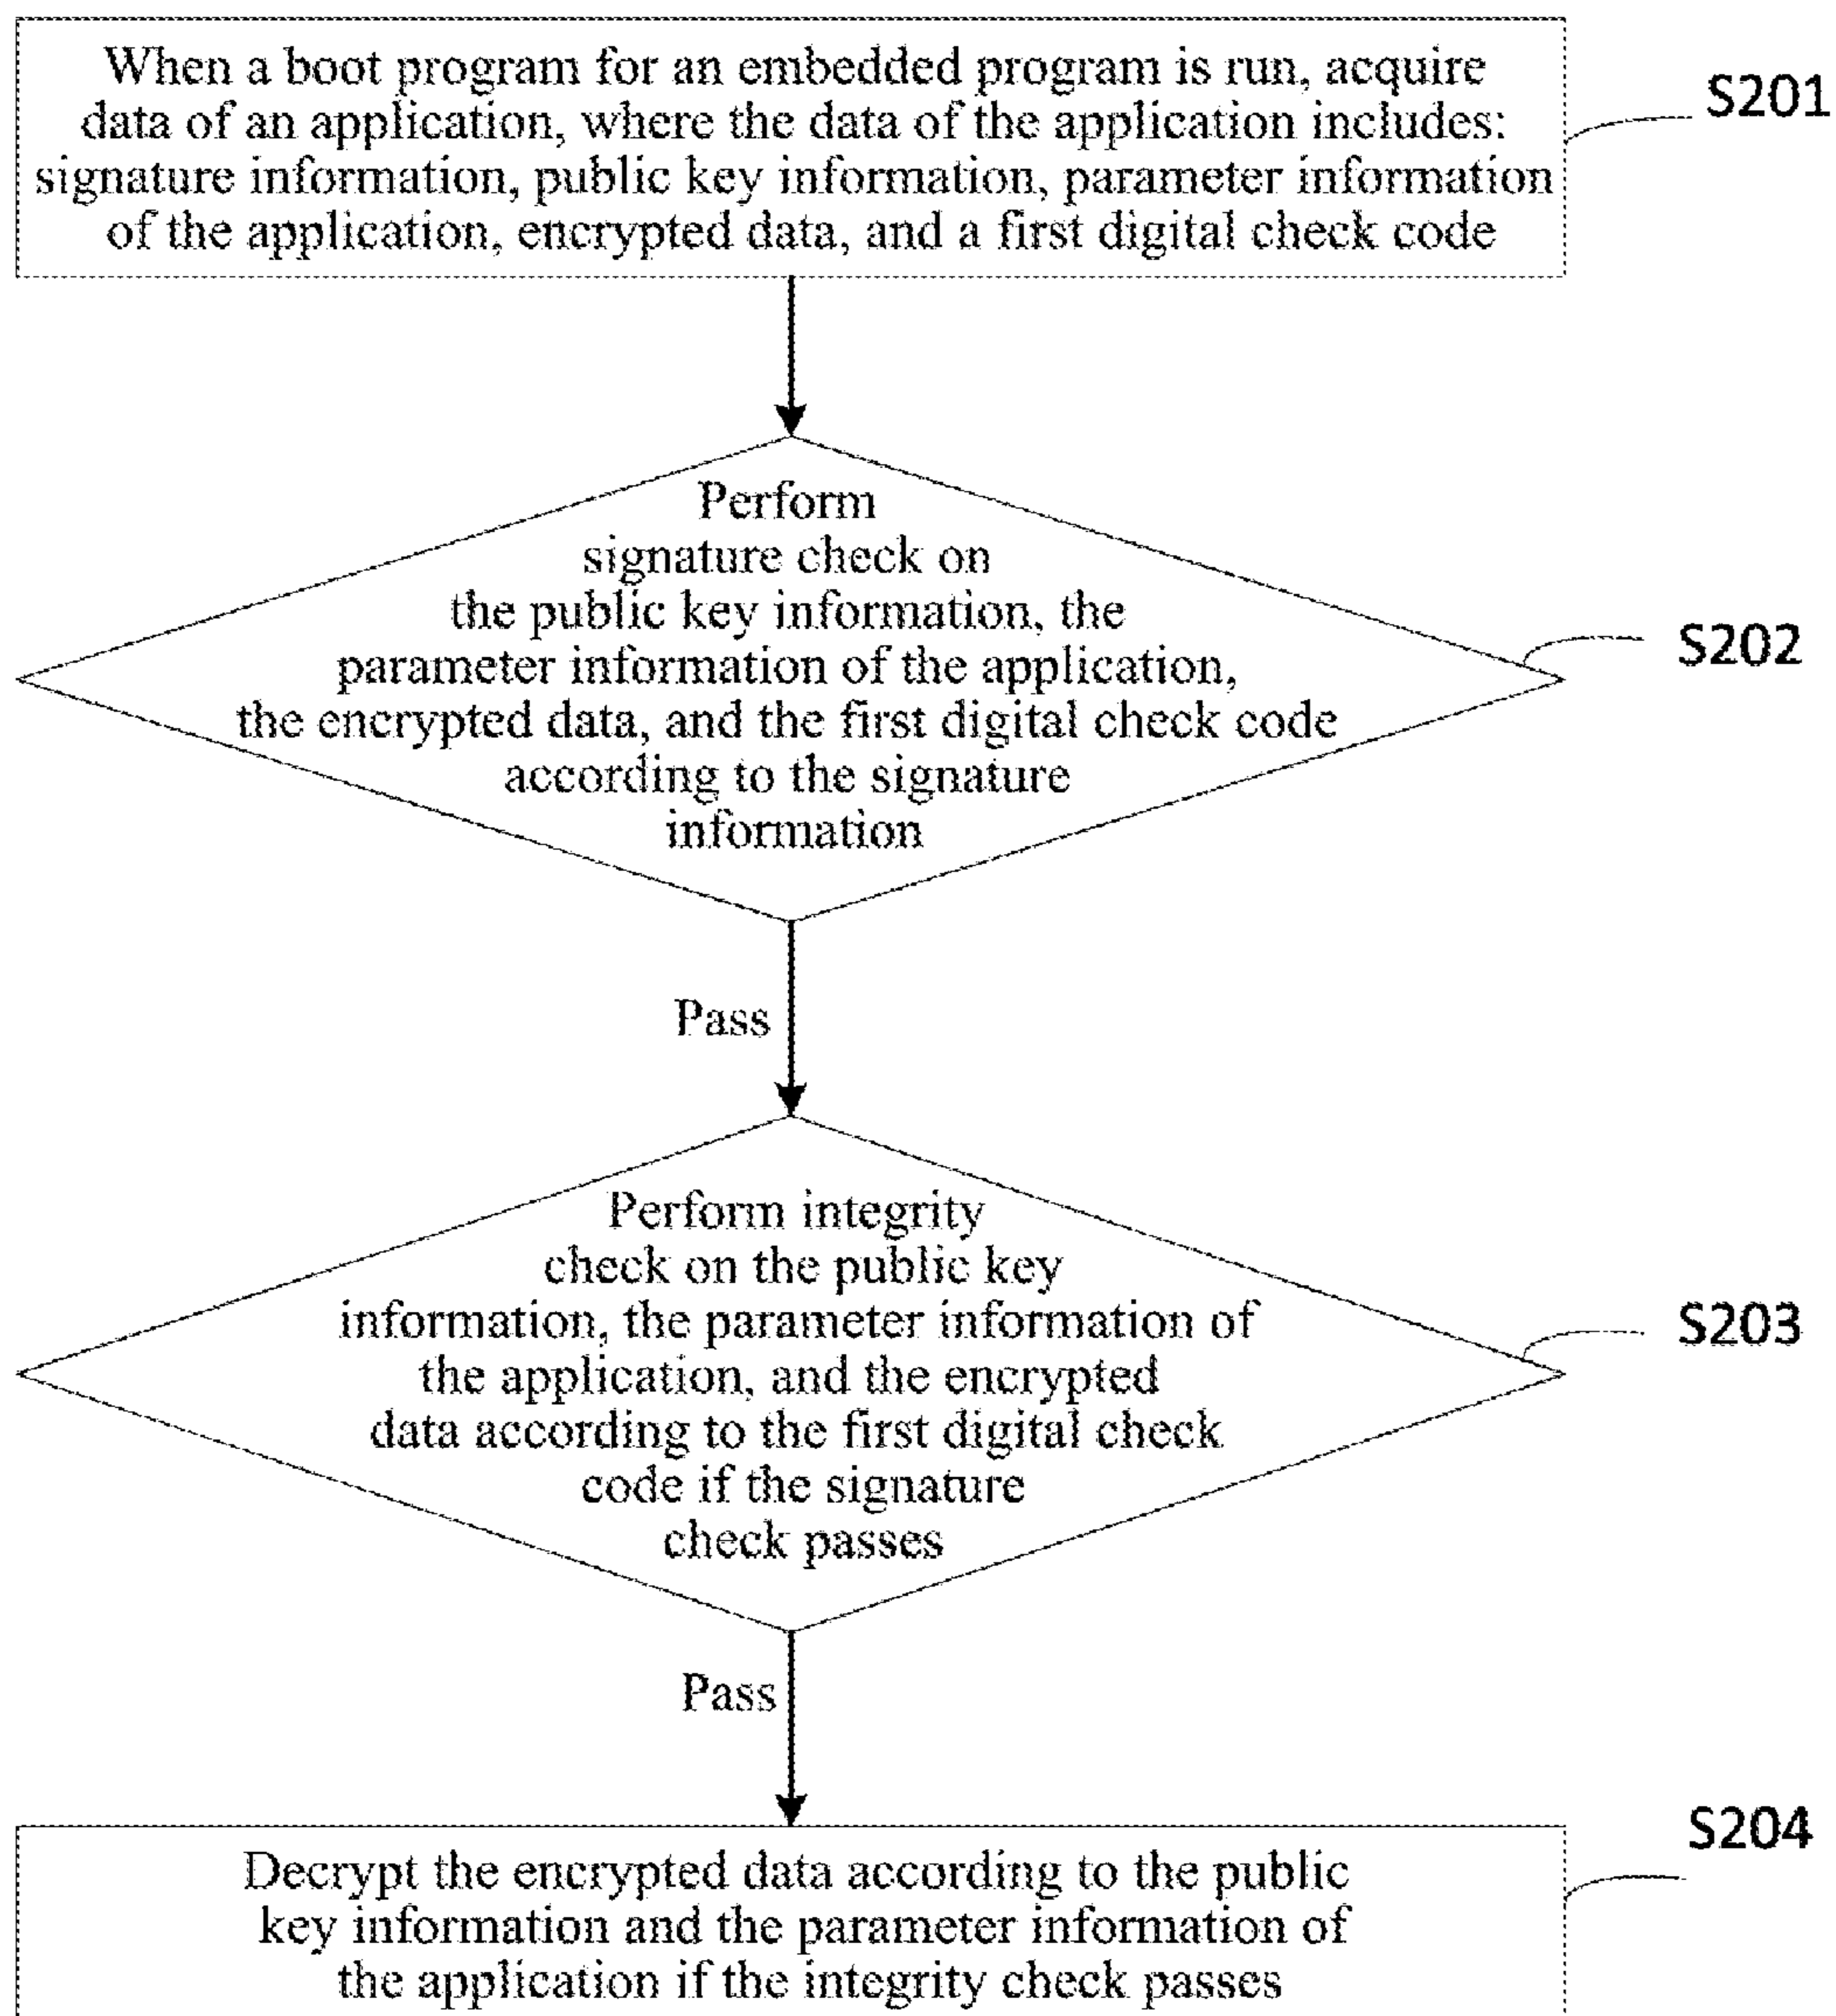 When a boot program for an embedded program is run, acquire
data of an application, where the data of the application includes:
signature information, public key information, parameter information
of the application, encrypted data, and a first digital check code
S201
Perform
signature check on
the public key information, the
parameter information of the application,
the encrypted data, and the first digital check code
according to the signature
information
S202
Pass
Perform integrity
check on the public key
information, the parameter information of
the application, and the encrypted
data according to the first digital check
code if the signature
check passes
S203
Pass
Decrypt the encrypted data according to the public
key information and the parameter information of
the application if the integrity check passes
S204